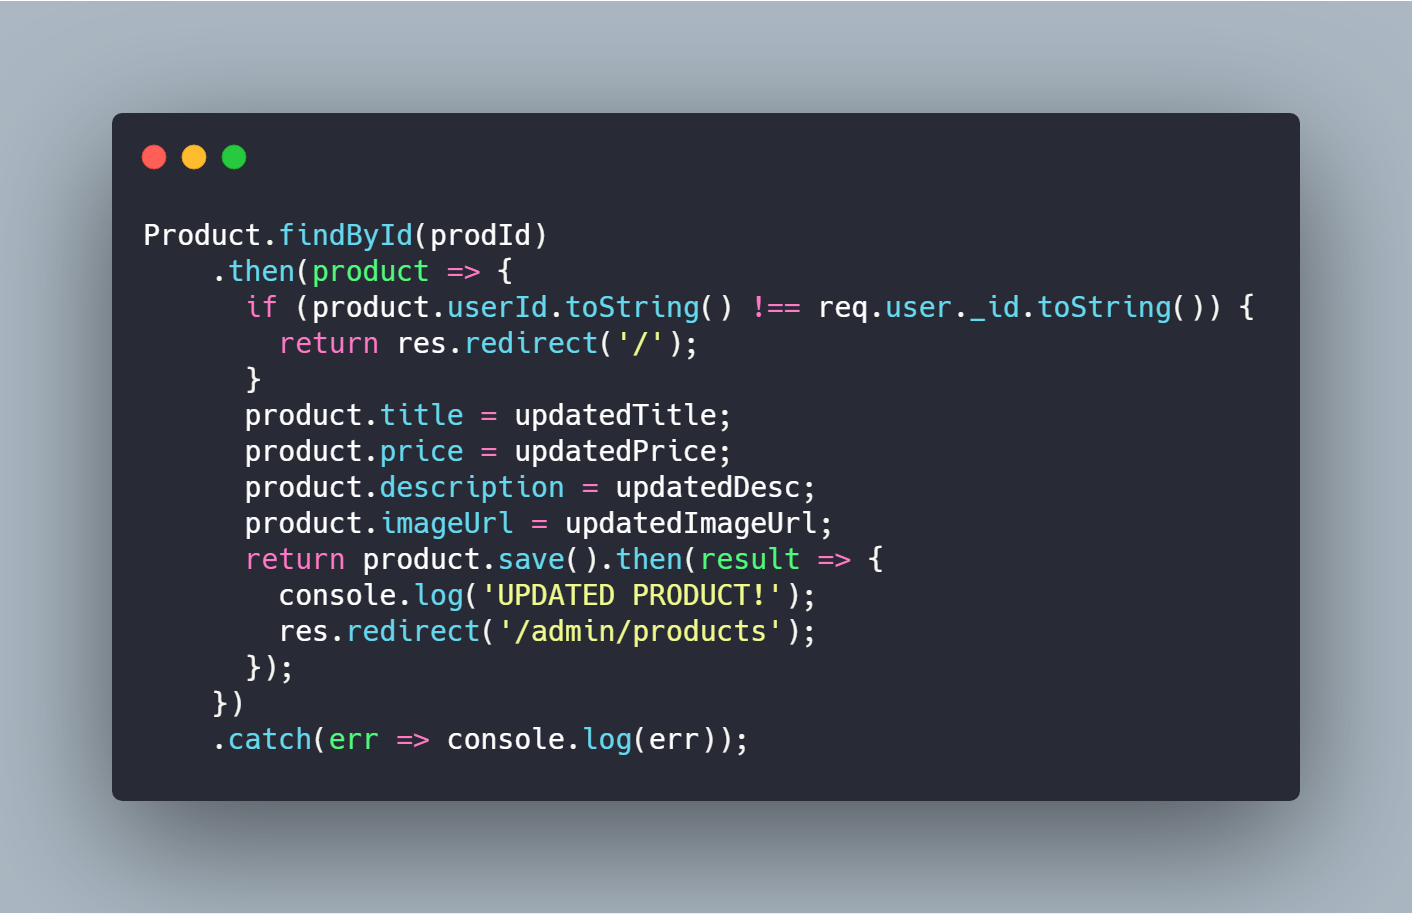 Product.findById(prodId)
    .then(product => {
      if (product.userId.toString() !== req.user._id.toString()) {
        return res.redirect('/');
      }
      product.title = updatedTitle;
      product.price = updatedPrice;
      product.description = updatedDesc;
      product.imageUrl = updatedImageUrl;
      return product.save().then(result => {
        console.log('UPDATED PRODUCT!');
        res.redirect('/admin/products');
      });
    })
    .catch(err => console.log(err));